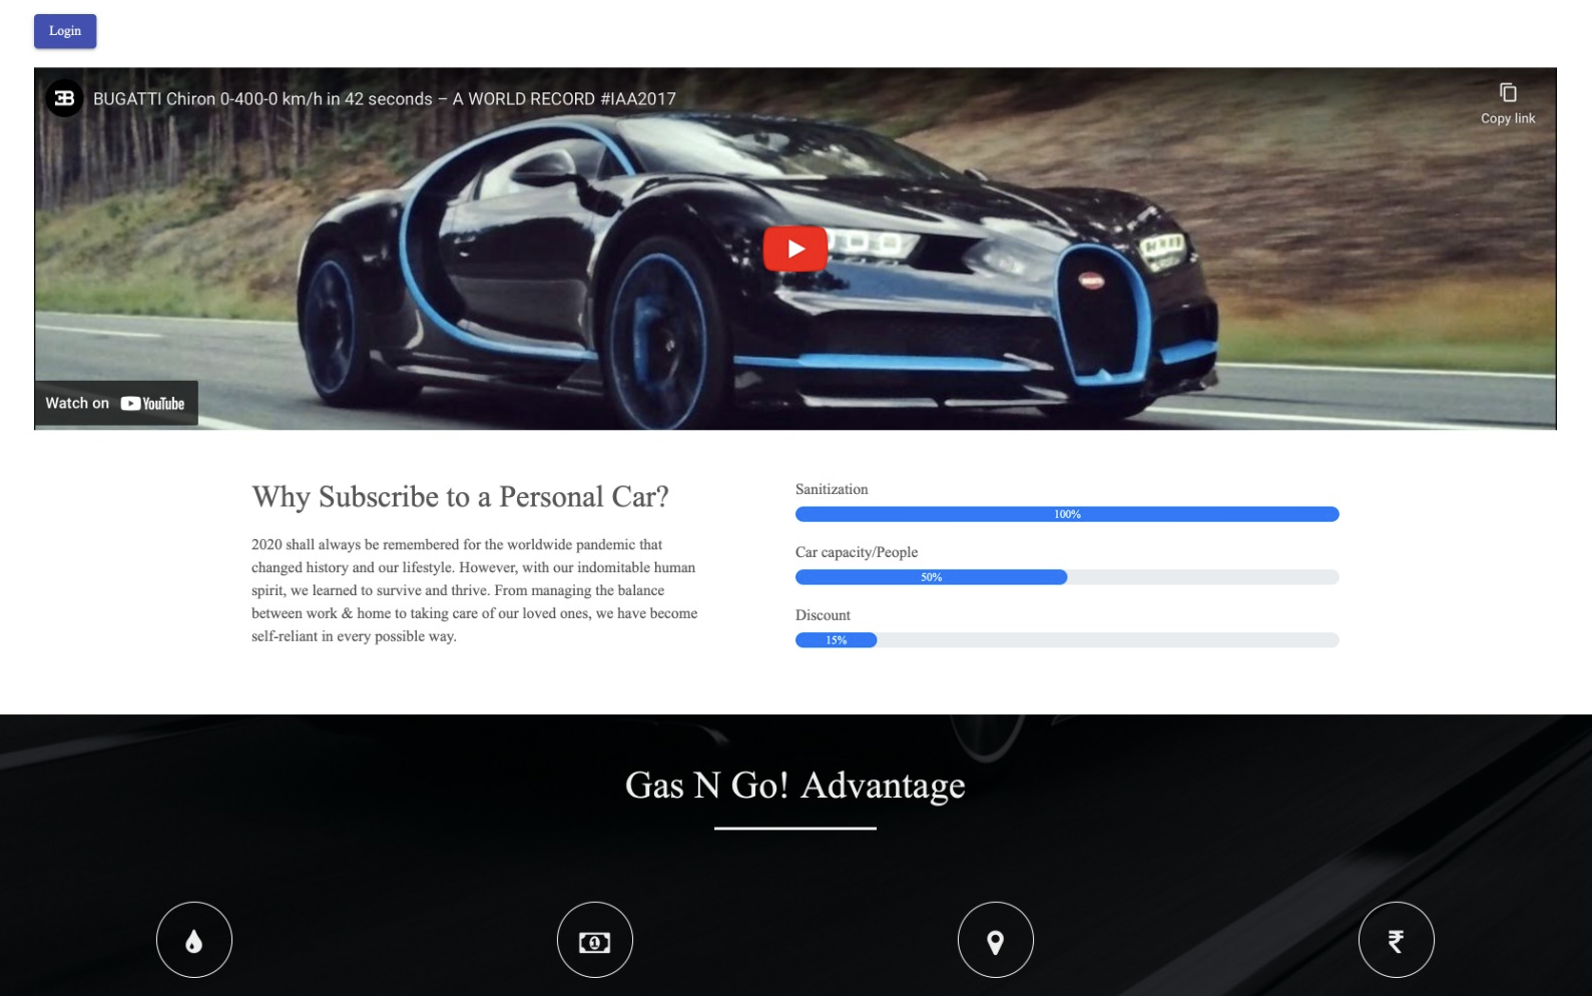 Login
BUGATTI Chiron 0-400-0 km/h in 42 seconds – A WORLD RECORD #IAA2017
Copy link
Watch on YouTube
Why Subscribe to a Personal Car?
2020 shall always be remembered for the worldwide pandemic that
changed history and our lifestyle. However, with our indomitable human
spirit, we learned to survive and thrive. From managing the balance
between work & home to taking care of our loved ones, we have become
self-reliant in every possible way.
Sanitization
100%
Car capacity/People
50%
Discount
15%
Gas N Go! Advantage
1
₹